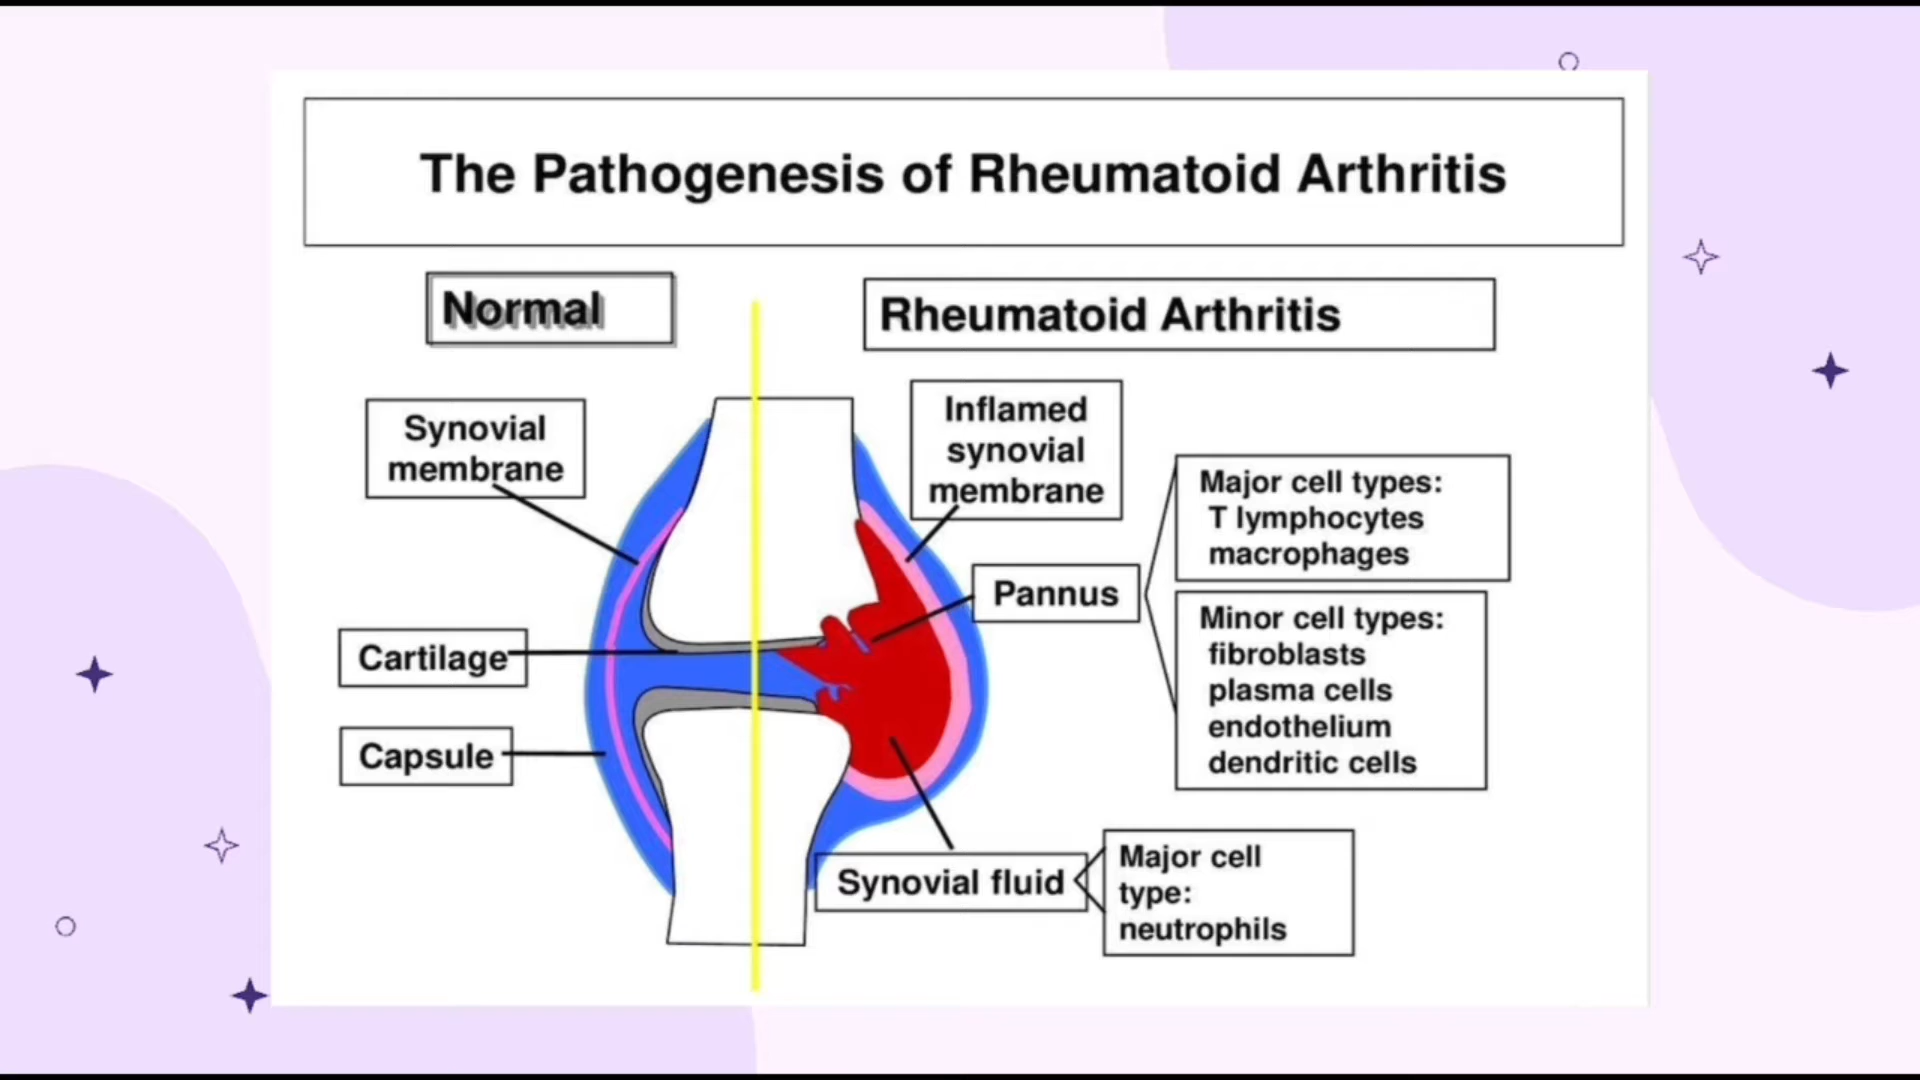 The Pathogenesis of Rheumatoid Arthritis
Normal
Rheumatoid Arthritis
Synovial
membrane
Cartilage
Capsule
Inflamed
synovial
membrane
Pannus
Major cell types:
T lymphocytes
macrophages
Minor cell types:
fibroblasts
plasma cells
endothelium
dendritic cells
Synovial fluid
Major cell
type:
neutrophils